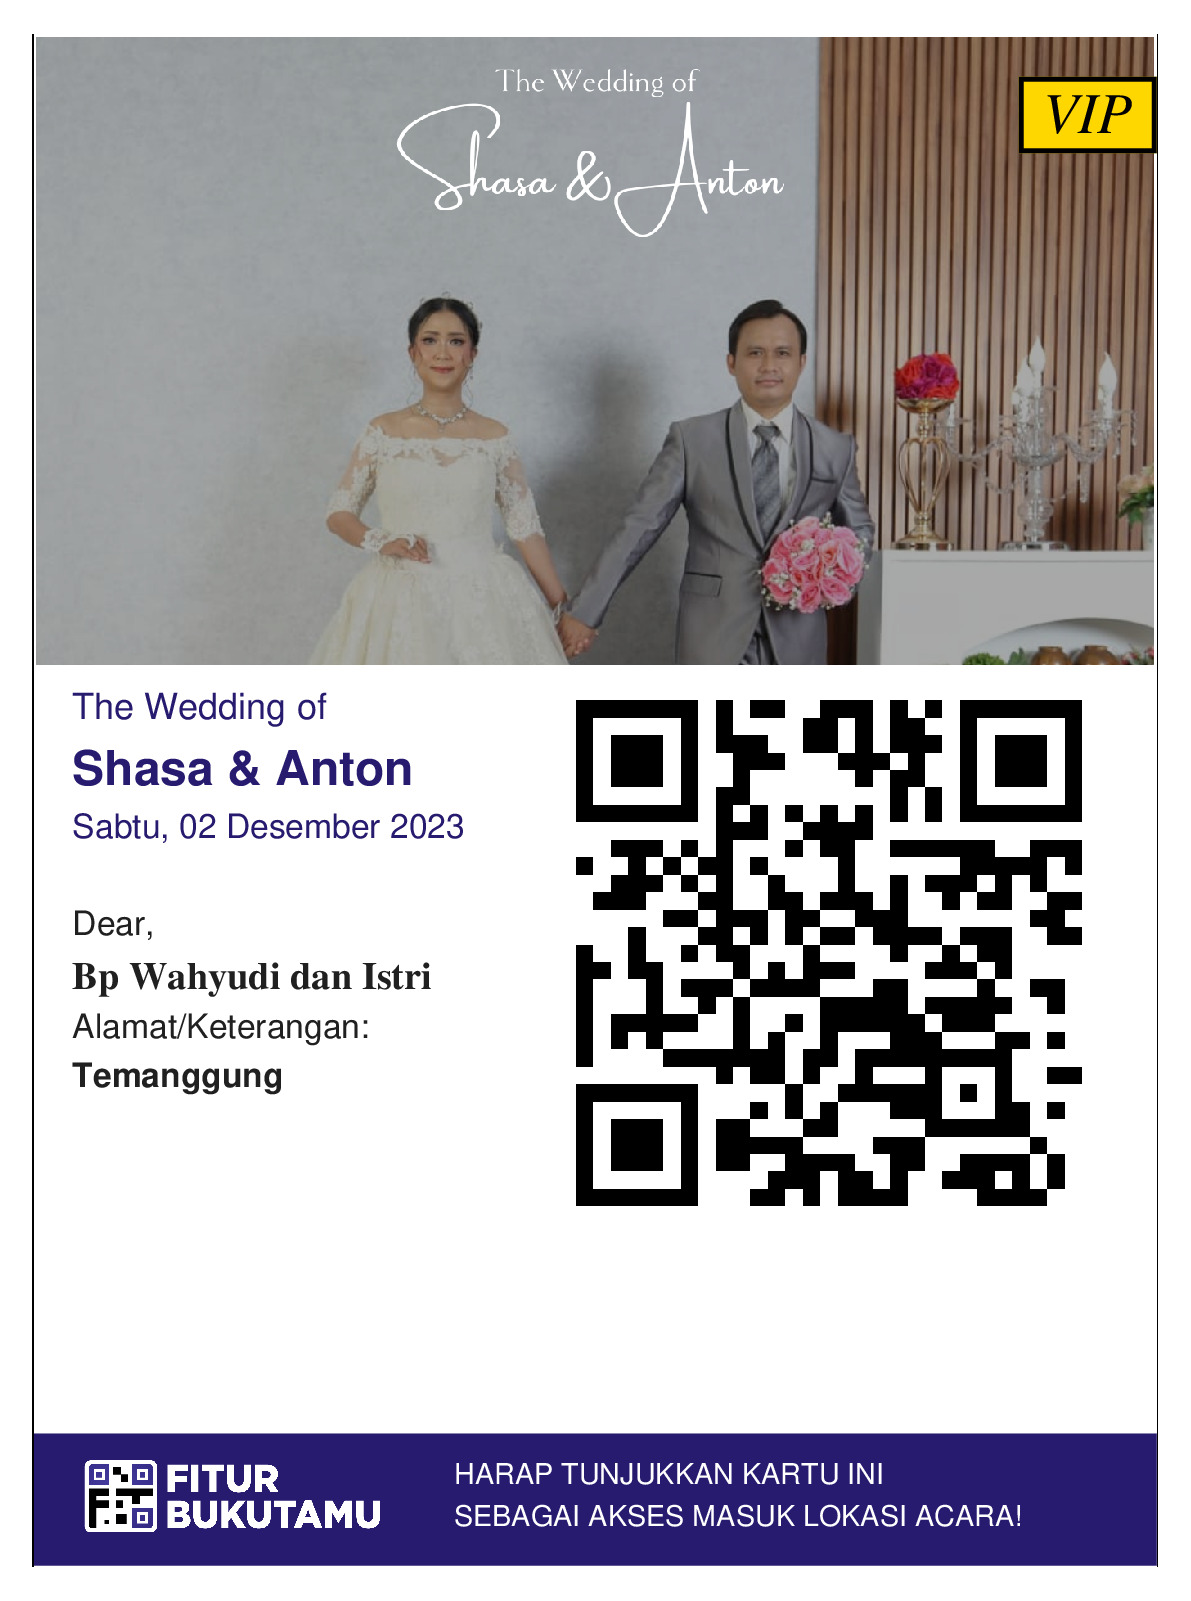 The Wedding of
Shasa & Anton
VIP
The Wedding of
Shasa & Anton
Sabtu, 02 Desember 2023
Dear,
Bp Wahyudi dan Istri
Alamat/Keterangan:
Temanggung
FITUR
BUKUTAMU
HARAP TUNJUKKAN KARTU INI
SEBAGAI AKSES MASUK LOKASI ACARA!